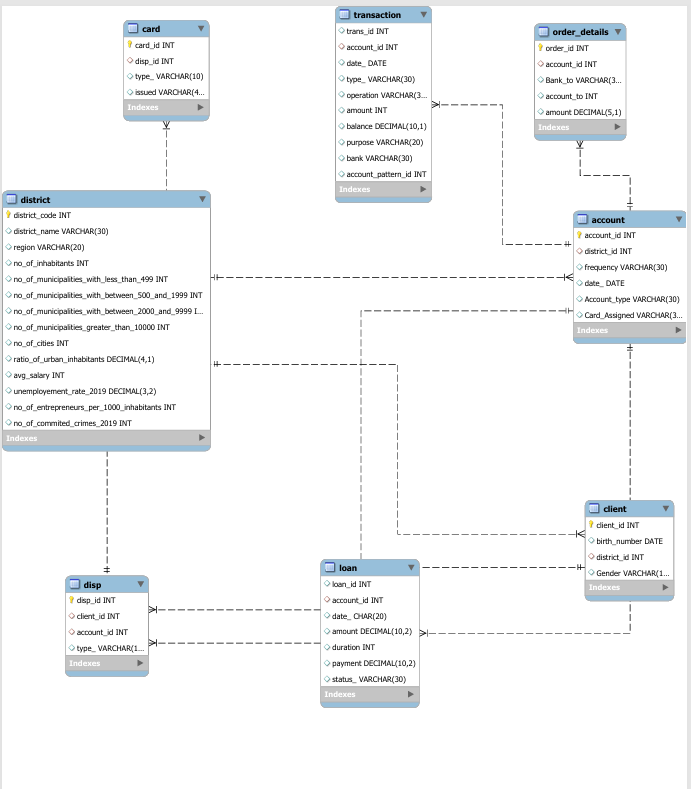 card
card_id INT
disp_id INT
type_ VARCHAR(10)
issued VARCHAR(4...
Indexes
transaction
trans_id INT
account_id INT
date_ DATE
type_ VARCHAR(30)
operation VARCHAR(3...
amount INT
balance DECIMAL(10,1)
purpose VARCHAR(20)
bank VARCHAR(30)
account_pattern_id INT
Indexes
order_details
order_id INT
account_id INT
Bank_to VARCHAR(3...
account_to INT
amount DECIMAL(5,1)
Indexes
district
district_code INT
district_name VARCHAR(30)
region VARCHAR(20)
no_of_inhabitants INT
no_of_municipalities_with_less_than_499 INT
no_of_municipalities_with_between_500_and_1999 INT
no_of_municipalities_with_between_2000_and_9999 I...
no_of_municipalities_greater_than_10000 INT
no_of_cities INT
ratio_of_urban_inhabitants DECIMAL(4,1)
avg_salary INT
unemployement_rate_2019 DECIMAL(3,2)
no_of_entrepreneurs_per_1000_inhabitants INT
no_of_commited_crimes_2019 INT
Indexes
account
account_id INT
district_id INT
frequency VARCHAR(30)
date_ DATE
Account_type VARCHAR(30)
Card_Assigned VARCHAR(3...
Indexes
client
client_id INT
birth_number DATE
district_id INT
Gender VARCHAR(1...
Indexes
disp
disp_id INT
client_id INT
account_id INT
type_ VARCHAR(1...
Indexes
loan
loan_id INT
account_id INT
date_ CHAR(20)
amount DECIMAL(10,2)
duration INT
payment DECIMAL(10,2)
status_ VARCHAR(30)
Indexes